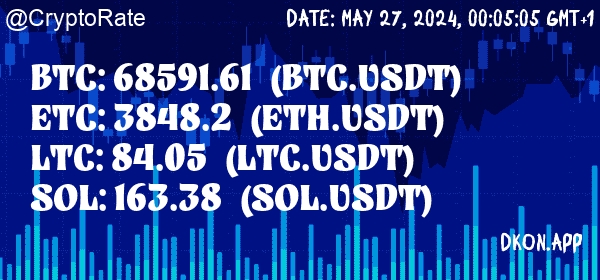 @CryptoRate
DATE: MAY 27, 2024, 00:05:05 GMT+1
BTC: 68591.61 (BTC.USDT)
ETC: 3848.2 (ETH.USDT)
LTC: 84.05 (LTC.USDT)
SOL: 163.38 (SOL.USDT)
DKON.APP